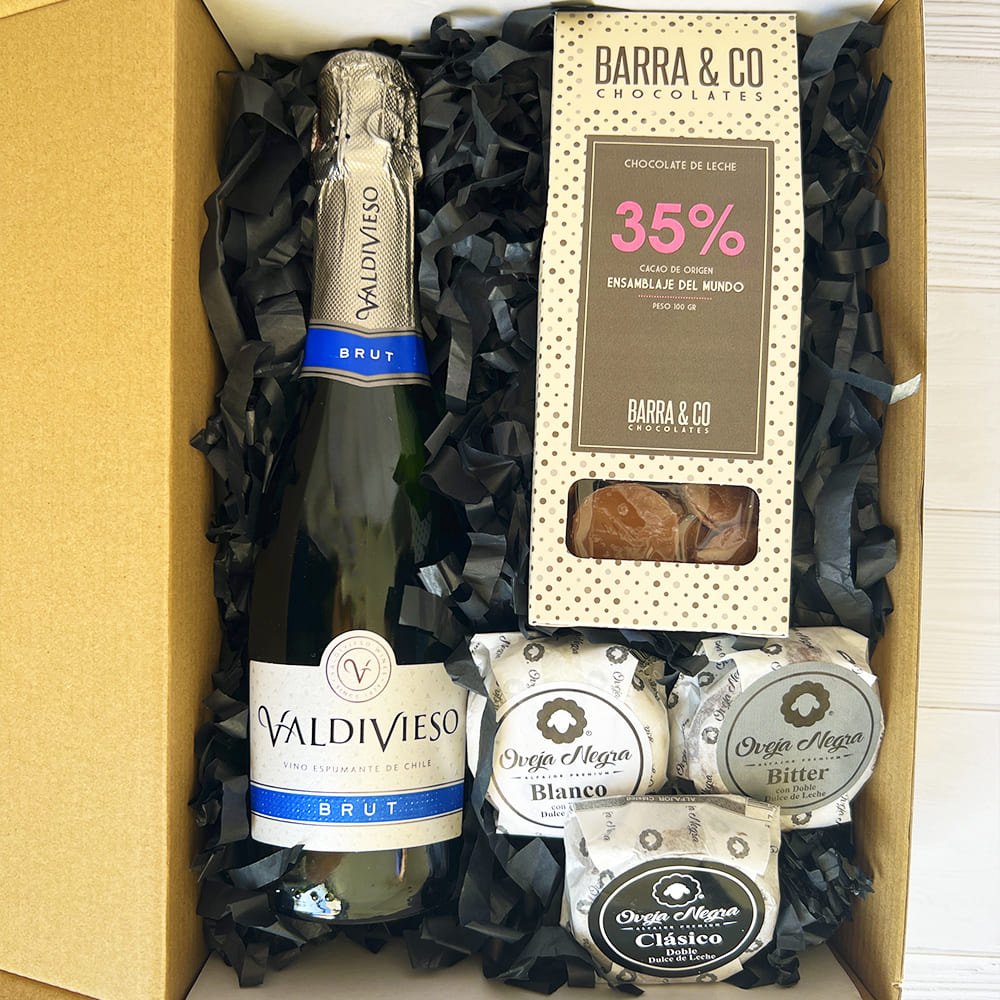 VALDIVIESO
BRUT
VALDIVIESO
VINO ESPUMANTE DE CHILE
BRUT
BARRA & CO
CHOCOLATES
CHOCOLATE DE LECHE
35%
CACAO DE ORIGEN
ENSAMBLAJE DEL MUNDO
PESO 100 GR
BARRA & CO
CHOCOLATES
Oveja Negra
ALFAJOR PREMIUM
Blanco
con
Dulce
Oveja Negra
ALFAJOR PREMIUM
Bitter
con Doble
Dulce de Leche
Oveja Negra
ALFAJOR PREMIUM
Clásico
Doble
Dulce de Leche